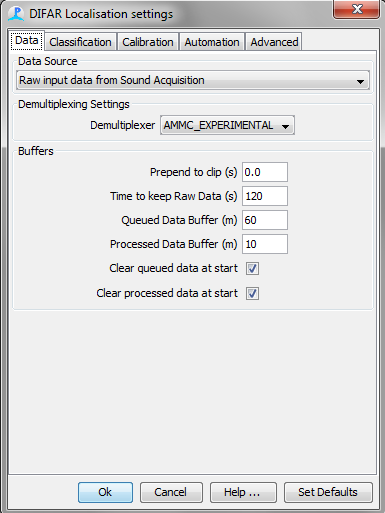 DIFAR Localisation settings
Data Classification Calibration Automation Advanced
Data Source
Raw input data from Sound Acquisition
Demultiplexing Settings
Demultiplexer AMMC_EXPERIMENTAL
Buffers
Prepend to clip (s) 0.0
Time to keep Raw Data (s) 120
Queued Data Buffer (m) 60
Processed Data Buffer (m) 10
Clear queued data at start
Clear processed data at start
Ok Cancel Help ... Set Defaults